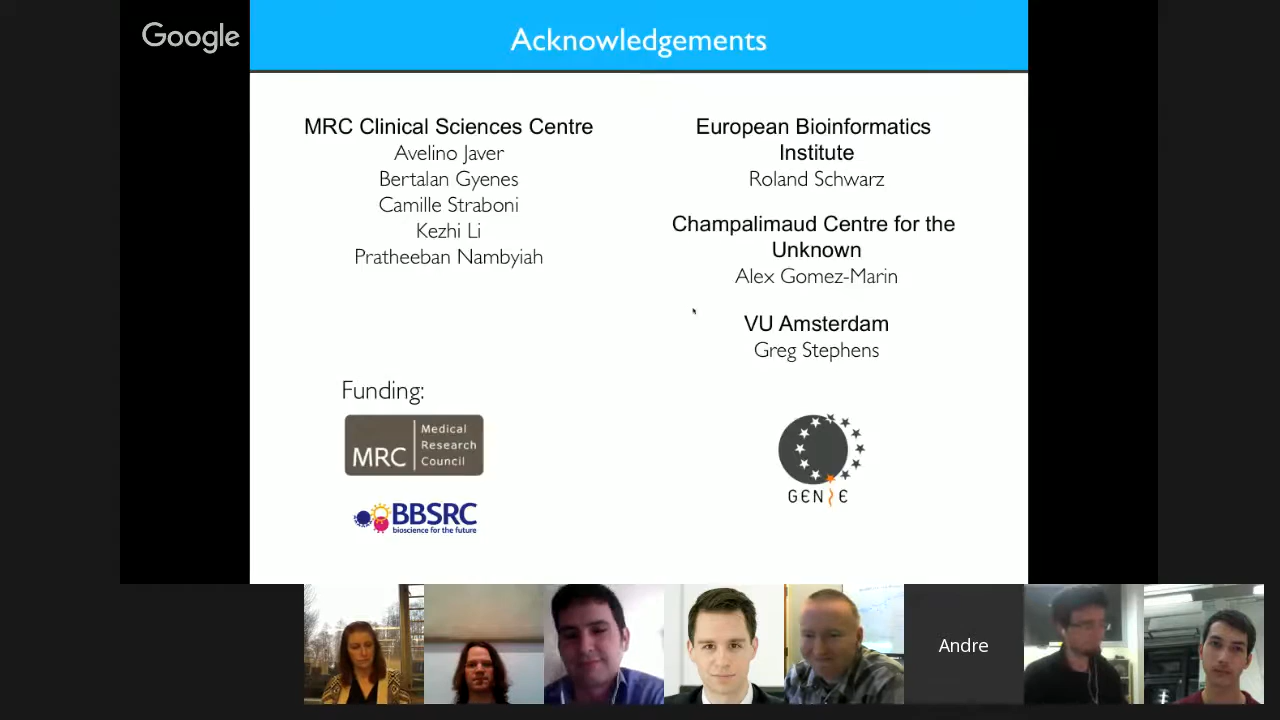 Google
Acknowledgements
MRC Clinical Sciences Centre
Avelino Javer
Bertalan Gyenes
Camille Straboni
Kezhi Li
Pratheeban Nambyiah
European Bioinformatics
Institute
Roland Schwarz
Champalimaud Centre for the
Unknown
Alex Gomez-Marin
VU Amsterdam
Greg Stephens
Funding:
MRC
Medical
Research
Council
BBSRC
bioscience for the future
GENIE
Andre